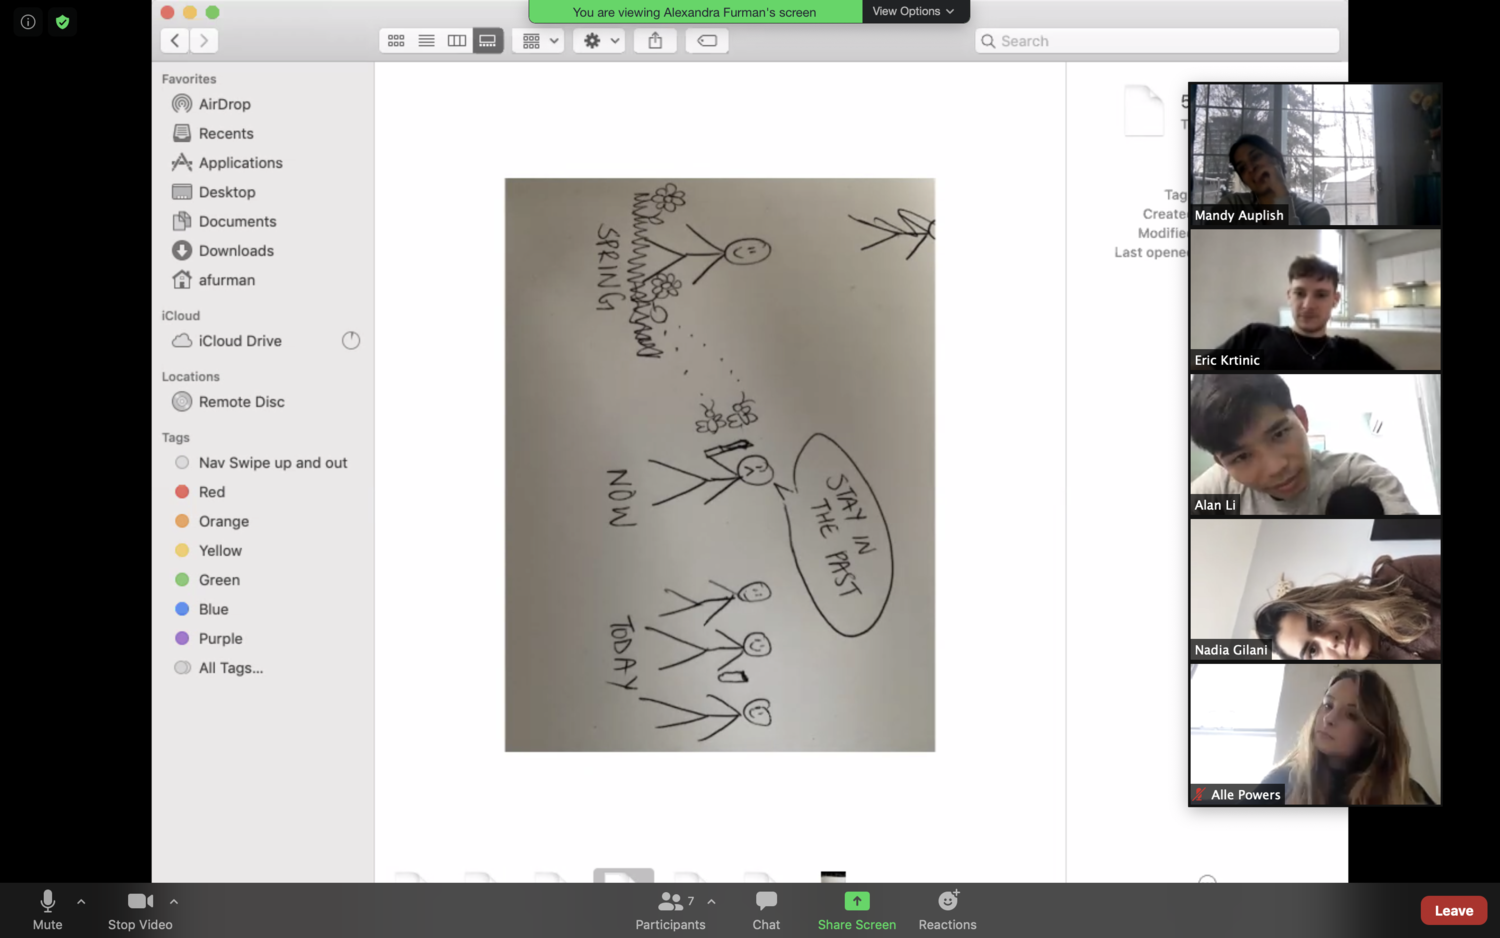 You are viewing Alexandra Furman's screen
View Options
Search
Favorites
AirDrop
Recents
Applications
Desktop
Documents
Downloads
afurman
iCloud
iCloud Drive
Locations
Remote Disc
Tags
Nav Swipe up and out
Red
Orange
Yellow
Green
Blue
Purple
All Tags...
SPRING
NOW
TODAY
STAY IN
THE PAST
5
T
Tag
Create
Modifie
Last opene
Mandy Auplish
Eric Krtinic
Alan Li
Nadia Gilani
Alle Powers
Mute
Stop Video
7
Participants
Chat
Share Screen
Reactions
Leave